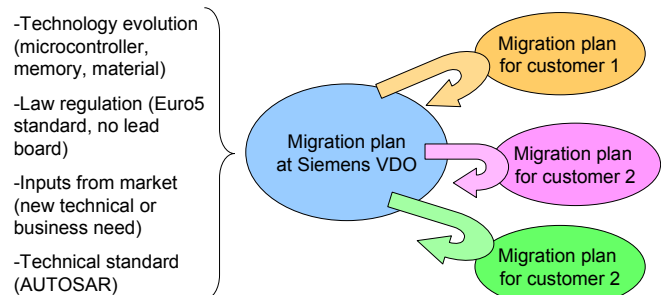 -Technology evolution
(microcontroller,
memory, material)
-Law regulation (Euro5
standard, no lead
board)
-Inputs from market
(new technical or
business need)
-Technical standard
(AUTOSAR)
Migration plan
at Siemens VDO
Migration plan
for customer 1
Migration plan
for customer 2
Migration plan
for customer 2